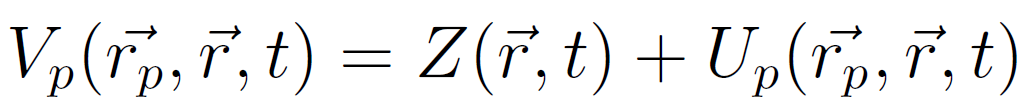 $V_p(\vec{r_p}, \vec{r}, t) = Z(\vec{r}, t) + U_p(\vec{r_p}, \vec{r}, t)$